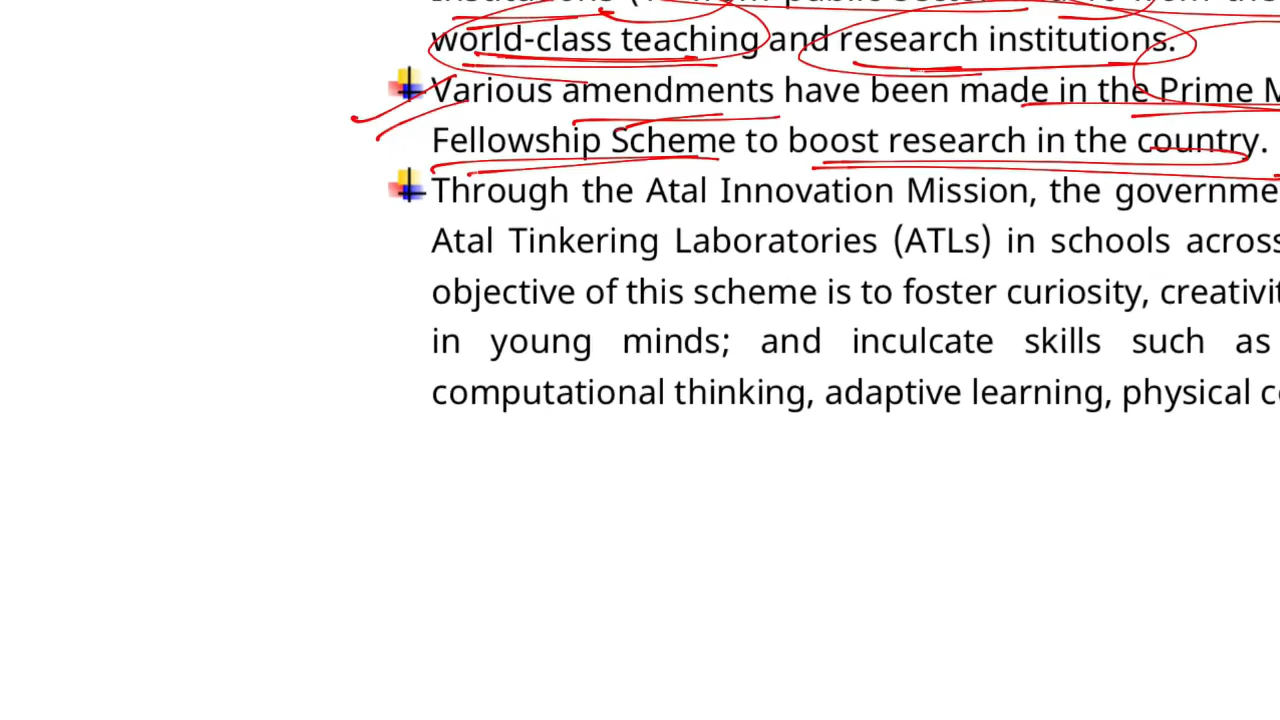 world-class teaching and research institutions.
Various amendments have been made in the Prime M
Fellowship Scheme to boost research in the country.
Through the Atal Innovation Mission, the governme
Atal Tinkering Laboratories (ATLs) in schools across
objective of this scheme is to foster curiosity, creativit
in young minds; and inculcate skills such as
computational thinking, adaptive learning, physical co